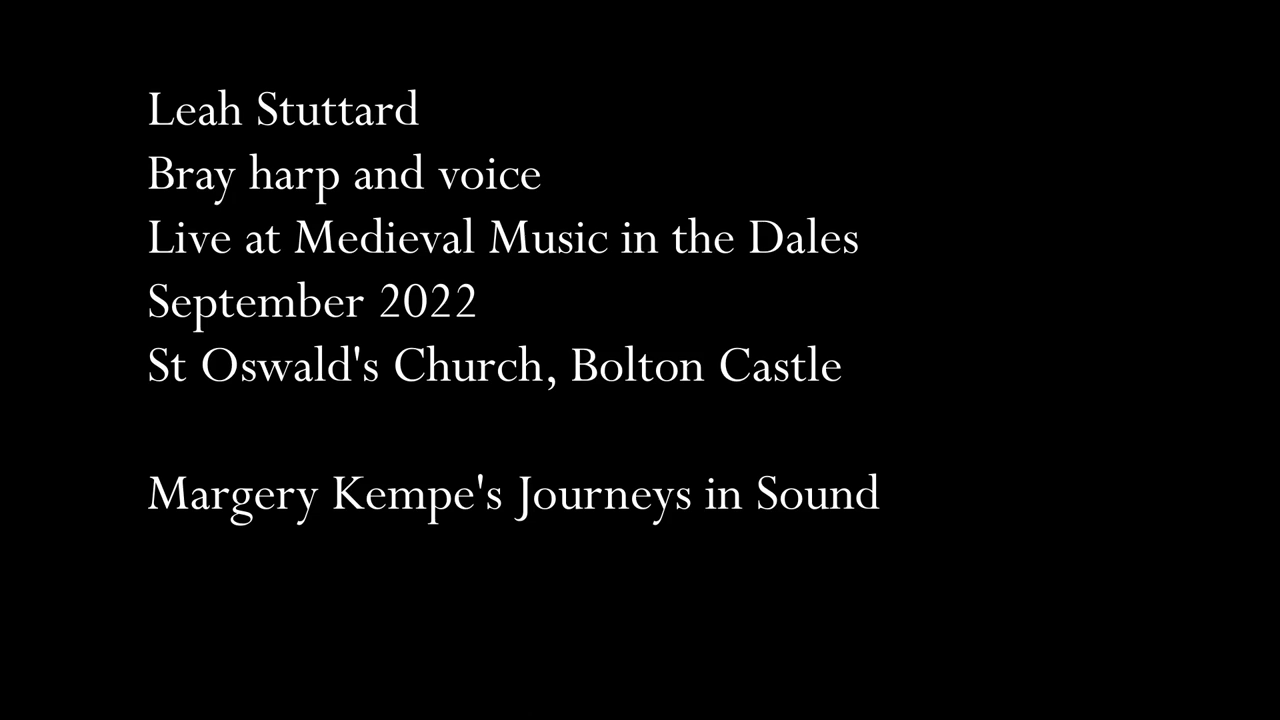 Leah Stuttard
Bray harp and voice
Live at Medieval Music in the Dales
September 2022
St Oswald's Church, Bolton Castle
Margery Kempe's Journeys in Sound